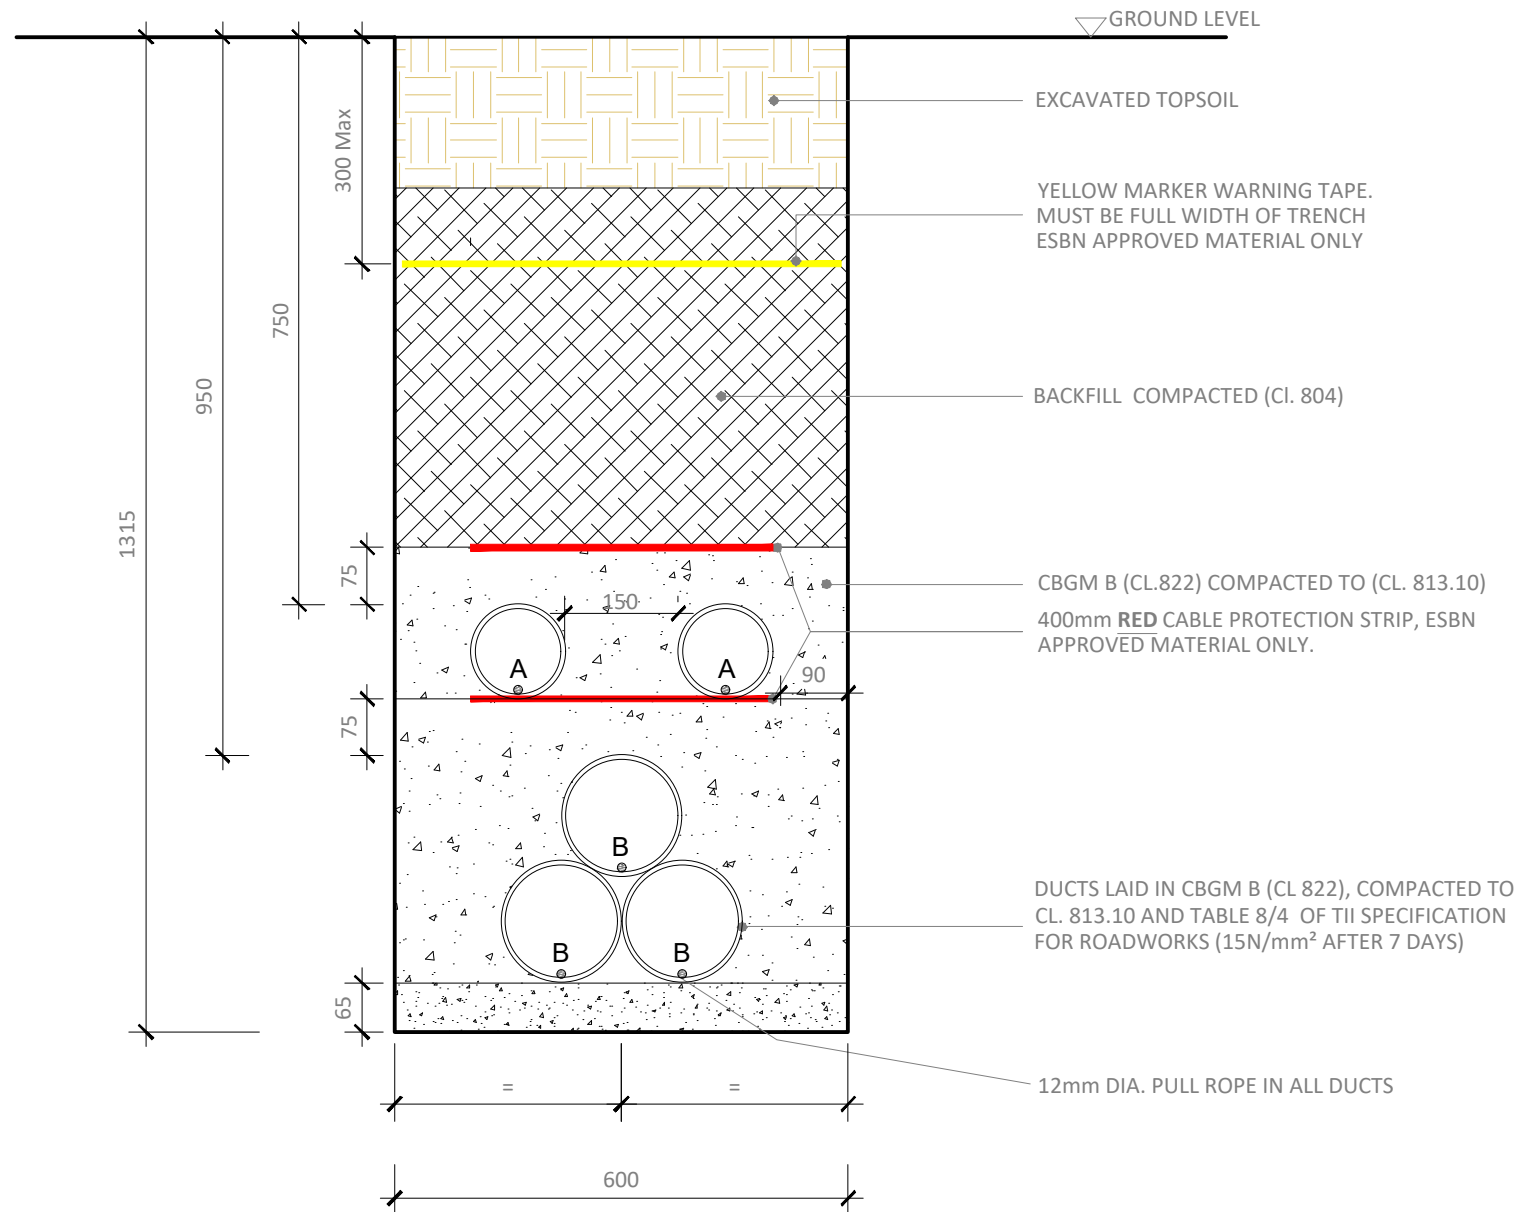 GROUND LEVEL
EXCAVATED TOPSOIL
300 Max
YELLOW MARKER WARNING TAPE.
MUST BE FULL WIDTH OF TRENCH
ESBN APPROVED MATERIAL ONLY
750
950
BACKFILL COMPACTED (Cl. 804)
1315
75
CBGM B (CL.822) COMPACTED TO (CL. 813.10)
150
400mm RED CABLE PROTECTION STRIP, ESBN
APPROVED MATERIAL ONLY.
A
A
90
75
B
DUCTS LAID IN CBGM B (CL 822), COMPACTED TO
CL. 813.10 AND TABLE 8/4 OF TII SPECIFICATION
FOR ROADWORKS (15N/mm² AFTER 7 DAYS)
B
B
65
= =
12mm DIA. PULL ROPE IN ALL DUCTS
600